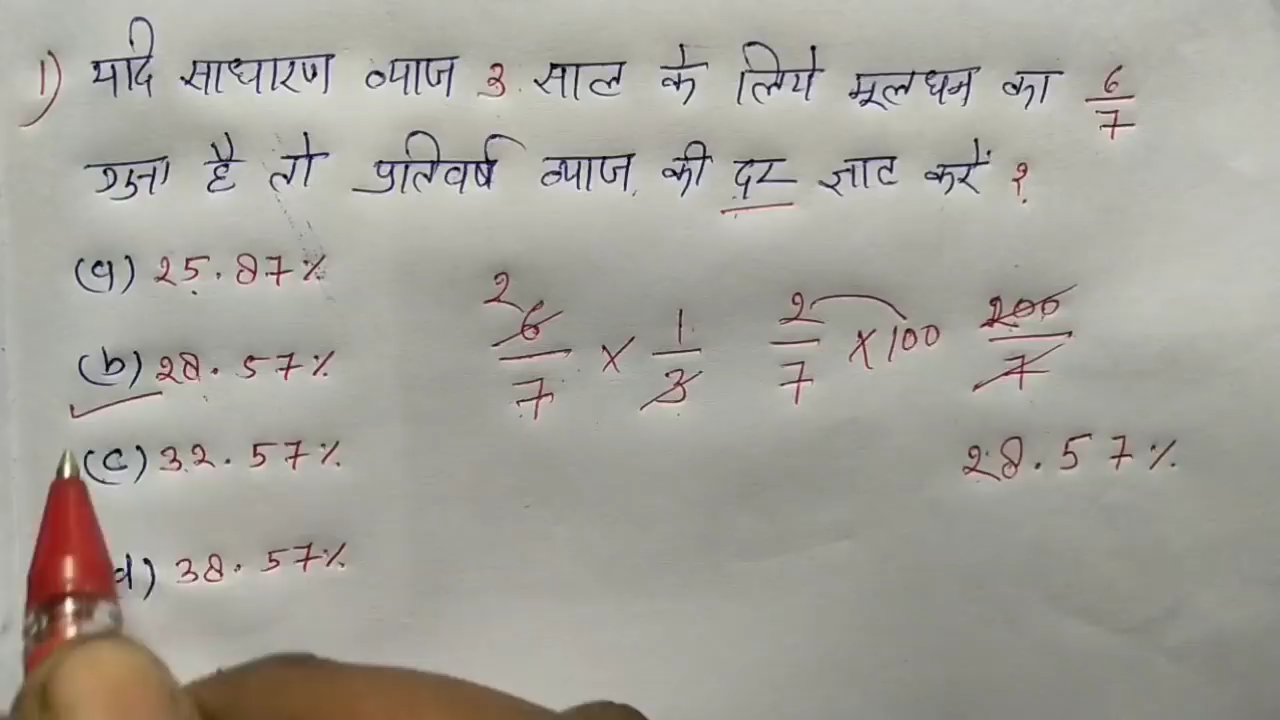 1) यदि साधारण व्याज 3 साल के लिये मूलधन का 6/7
गुना है तो प्रतिवर्ष व्याज की दर ज्ञाट करें ?
(a) 25.87%
(b) 28.57%
(c) 32.57%
d) 38.57%
2
6/7 × 1/3
2/7 × 100
200/7
28.57%